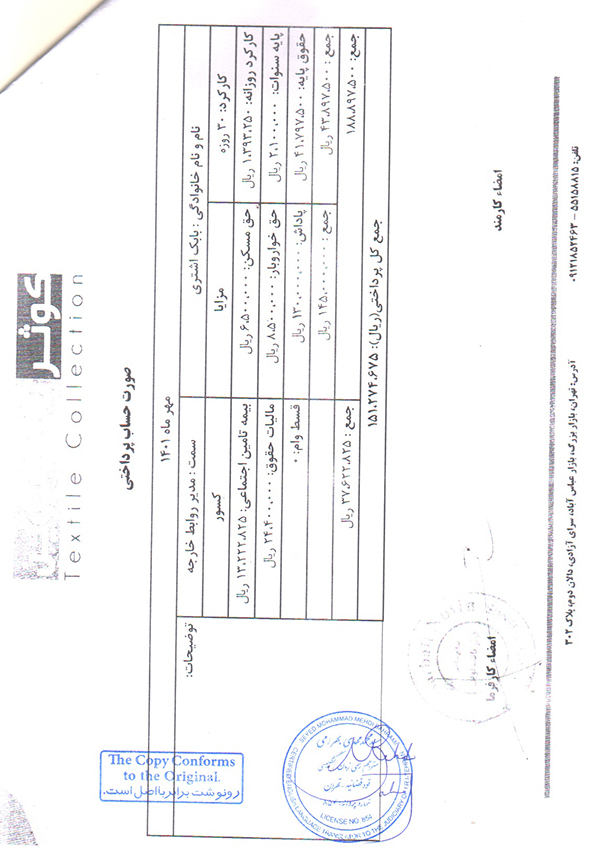 کوثر
Textile Collection
صورت حساب پرداختی
مهر ماه ۱۴۰۱
نام و نام خانوادگی : بابک اشتری سمت : مدیر روابط خارجه توضیحات:
کارکرد: ۳۰ روزه مزایا کسور
کارکرد روزانه: ۱،۳۹۳،۲۵۰ ریال حق مسکن: ۶،۵۰۰،۰۰۰ ریال بیمه تامین اجتماعی: ۱۳،۲۲۲،۸۲۵ ریال
پایه سنوات: ۲،۱۰۰،۰۰۰ ریال حق خواروبار: ۸،۵۰۰،۰۰۰ ریال مالیات حقوق: ۲۴،۴۰۰،۰۰۰ ریال
حقوق پایه: ۴۱،۷۹۷،۵۰۰ ریال پاداش: ۱۳۰،۰۰۰،۰۰۰ ریال قسط وام: ۰
جمع : ۴۳،۸۹۷،۵۰۰ ریال جمع : ۱۴۵،۰۰۰،۰۰۰ ریال جمع : ۳۷،۶۲۲،۸۲۵ ریال
جمع: ۱۸۸،۸۹۷،۵۰۰ جمع کل پرداختی(ریال): ۱۵۱،۲۷۴،۶۷۵
امضاء کارمند امضاء کارفرما
تلفن: ۵۵۱۵۸۸۱۵ – ۰۹۱۲۱۸۵۲۴۶۳ آدرس: تهران، بازار بزرگ، بازار عباس آباد، سرای آزادی، دالان دوم، پلاک ۳۰۲
The Copy Conforms
to the Original.
رونوشت برابر با اصل است.
SEYED MOHAMMAD MEHDI
LICENSE NO. 854